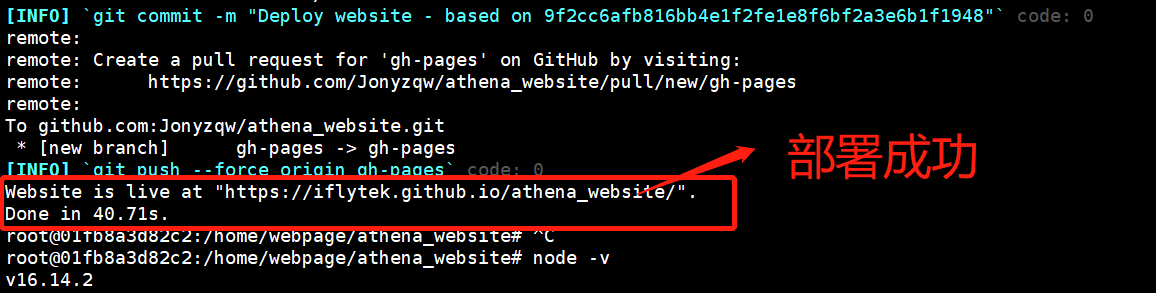 [INFO] `git commit -m "Deploy website - based on 9f2cc6afb816bb4e1f2fe1e8f6bf2a3e6b1f1948"` code: 0
remote:
remote: Create a pull request for 'gh-pages' on GitHub by visiting:
remote:      https://github.com/Jonyzqw/athena_website/pull/new/gh-pages
remote:
To github.com:Jonyzqw/athena_website.git
 * [new branch]      gh-pages -> gh-pages
[INFO] `git push --force origin gh-pages` code: 0
部署成功
Website is live at "https://iflytek.github.io/athena_website/".
Done in 40.71s.
root@01fb8a3d82c2:/home/webpage/athena_website# ^C
root@01fb8a3d82c2:/home/webpage/athena_website# node -v
v16.14.2